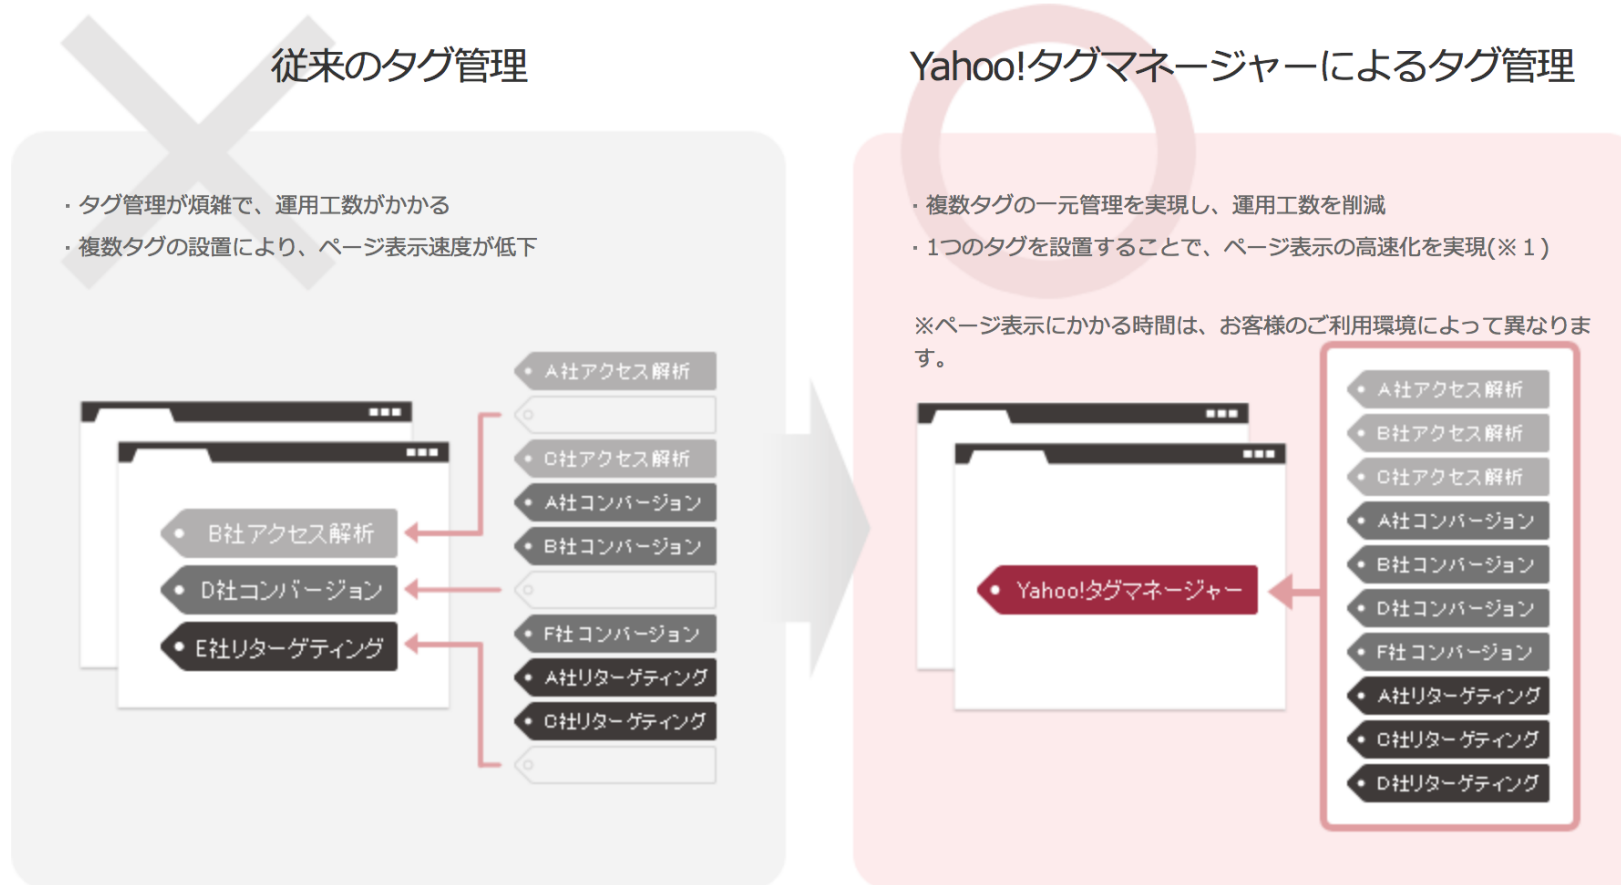 従来のタグ管理
・タグ管理が煩雑で、運用工数がかかる
・複数タグの設置により、ページ表示速度が低下
A社アクセス解析
C社アクセス解析
A社コンバージョン
B社コンバージョン
F社コンバージョン
A社リターゲティング
C社リターゲティング
B社アクセス解析
D社コンバージョン
E社リターゲティング
Yahoo!タグマネージャーによるタグ管理
・複数タグの一元管理を実現し、運用工数を削減
・1つのタグを設置することで、ページ表示の高速化を実現(※１)
※ページ表示にかかる時間は、お客様のご利用環境によって異なりま
す。
Yahoo!タグマネージャー
A社アクセス解析
B社アクセス解析
C社アクセス解析
A社コンバージョン
B社コンバージョン
D社コンバージョン
F社コンバージョン
A社リターゲティング
C社リターゲティング
D社リターゲティング